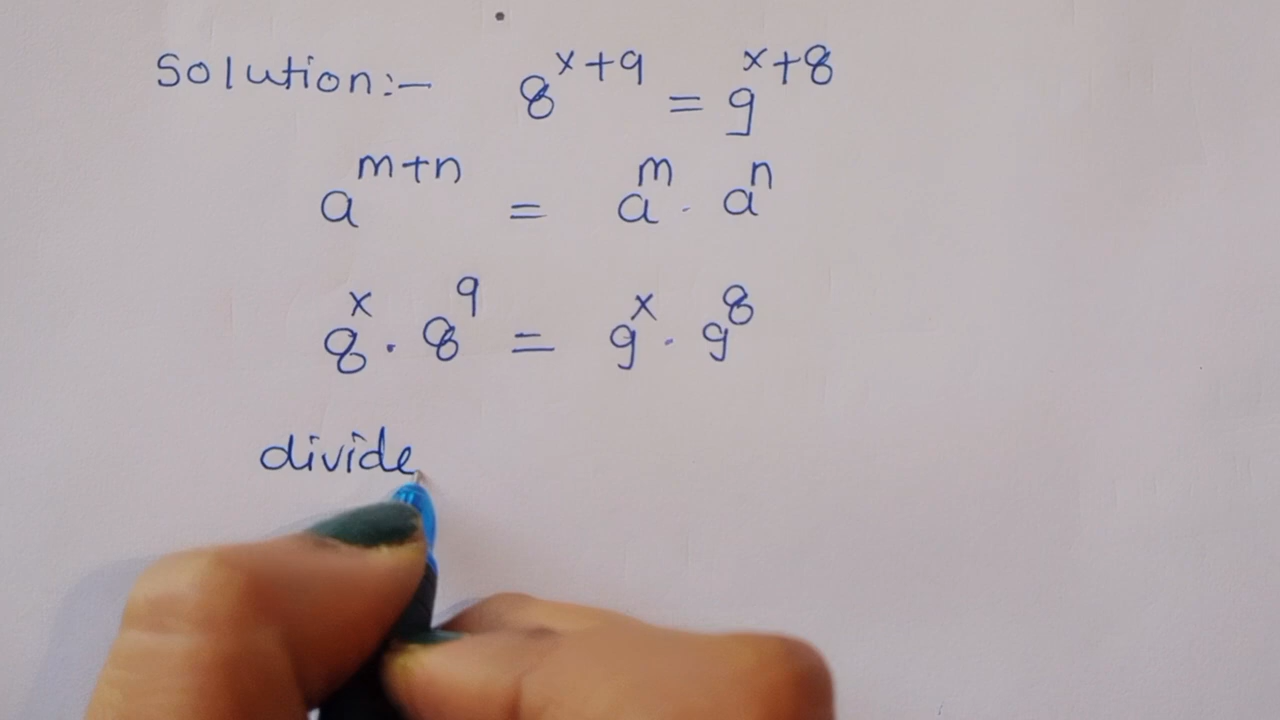 Solution:- 8^{x+9} = 9^{x+8}
a^{m+n} = a^m . a^n
8^x . 8^9 = 9^x . 9^8
divide